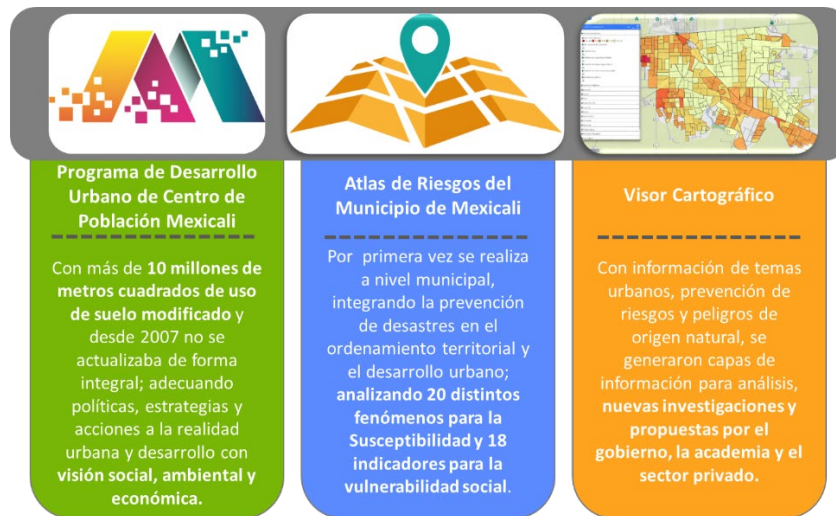 Programa de Desarrollo
Urbano de Centro de
Población Mexicali
Con más de 10 millones de
metros cuadrados de uso
de suelo modificado y
desde 2007 no se
actualizaba de forma
integral; adecuando
políticas, estrategias y
acciones a la realidad
urbana y desarrollo con
visión social, ambiental y
económica.
Atlas de Riesgos del
Municipio de Mexicali
Por primera vez se realiza
a nivel municipal,
integrando la prevención
de desastres en el
ordenamiento territorial y
el desarrollo urbano;
analizando 20 distintos
fenómenos para la
Susceptibilidad y 18
indicadores para la
vulnerabilidad social.
Visor Cartográfico
Con información de temas
urbanos, prevención de
riesgos y peligros de
origen natural, se
generaron capas de
información para análisis,
nuevas investigaciones y
propuestas por el
gobierno, la academia y el
sector privado.